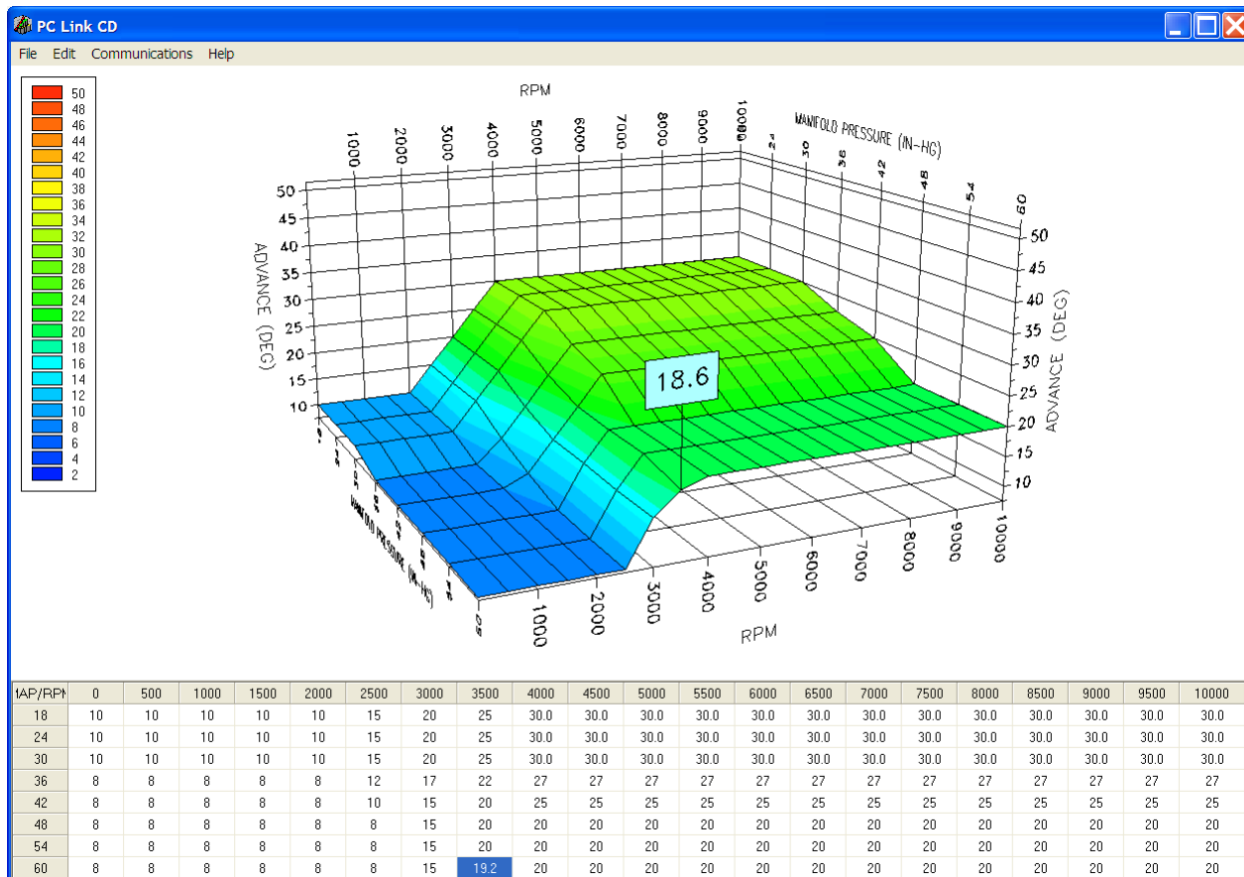 PC Link CD
File Edit Communications Help
50
48
46
44
42
40
38
36
34
32
30
28
26
24
22
20
18
16
14
12
10
8
6
4
2
RPM
1000 2000 3000 4000 5000 6000 7000 8000 9000
MANIFOLD PRESSURE (IN-HG)
24 30 36 42 48 54 60
ADVANCE (DEG)
50
45
40
35
30
25
20
15
10
18.6
ADVANCE (DEG)
50
45
40
35
30
25
20
15
10
MANIFOLD PRESSURE (IN-HG)
1000 2000 3000 4000 5000 6000 7000 8000 9000 10000
RPM
0 500 1000 1500 2000 2500 3000 3500 4000 4500 5000 5500 6000 6500 7000 7500 8000 8500 9000 9500 10000
18 10 10 10 10 10 15 20 25 30.0 30.0 30.0 30.0 30.0 30.0 30.0 30.0 30.0 30.0 30.0 30.0 30.0
24 10 10 10 10 10 15 20 25 30.0 30.0 30.0 30.0 30.0 30.0 30.0 30.0 30.0 30.0 30.0 30.0 30.0
30 10 10 10 10 10 15 20 25 30.0 30.0 30.0 30.0 30.0 30.0 30.0 30.0 30.0 30.0 30.0 30.0 30.0
36 8 8 8 8 8 12 17 22 27 27 27 27 27 27 27 27 27 27 27 27 27
42 8 8 8 8 8 10 15 20 25 25 25 25 25 25 25 25 25 25 25 25 25
48 8 8 8 8 8 8 15 20 20 20 20 20 20 20 20 20 20 20 20 20 20
54 8 8 8 8 8 8 15 20 20 20 20 20 20 20 20 20 20 20 20 20 20
60 8 8 8 8 8 8 15 19.2 20 20 20 20 20 20 20 20 20 20 20 20 20